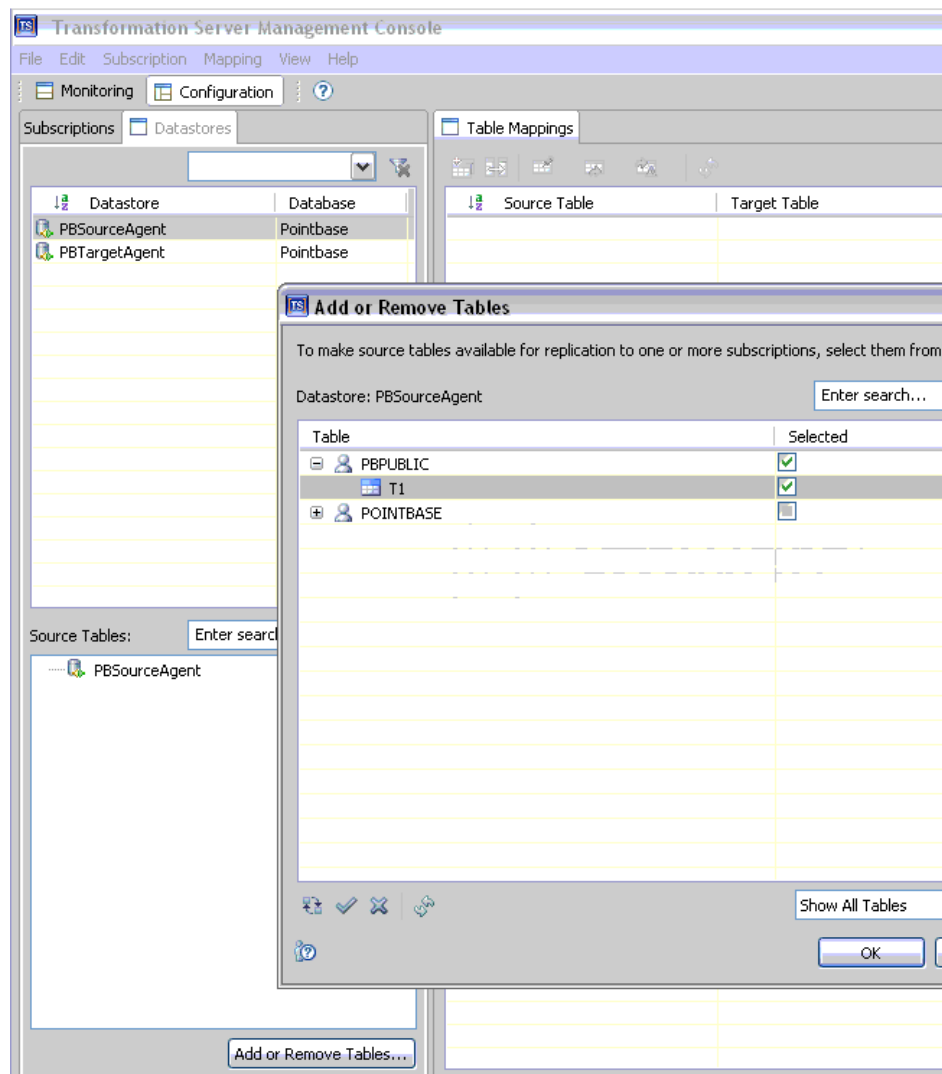 Transformation Server Management Console
File Edit Subscription Mapping View Help
Monitoring Configuration
Subscriptions Datastores
Table Mappings
Datastore Database
Source Table Target Table
PBSourceAgent Pointbase
PBTargetAgent Pointbase
Add or Remove Tables
To make source tables available for replication to one or more subscriptions, select them from
Datastore: PBSourceAgent
Enter search...
Table Selected
PBPUBLIC
T1
POINTBASE
Source Tables:
Enter search
PBSourceAgent
Show All Tables
OK
Add or Remove Tables...